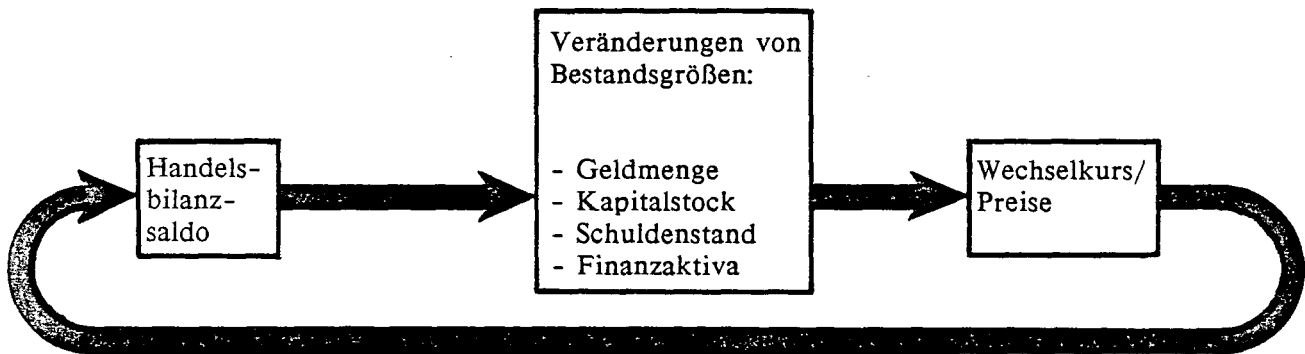 Handels-
bilanz-
saldo
Veränderungen von
Bestandsgrößen:
- Geldmenge
- Kapitalstock
- Schuldenstand
- Finanzaktiva
Wechselkurs/
Preise